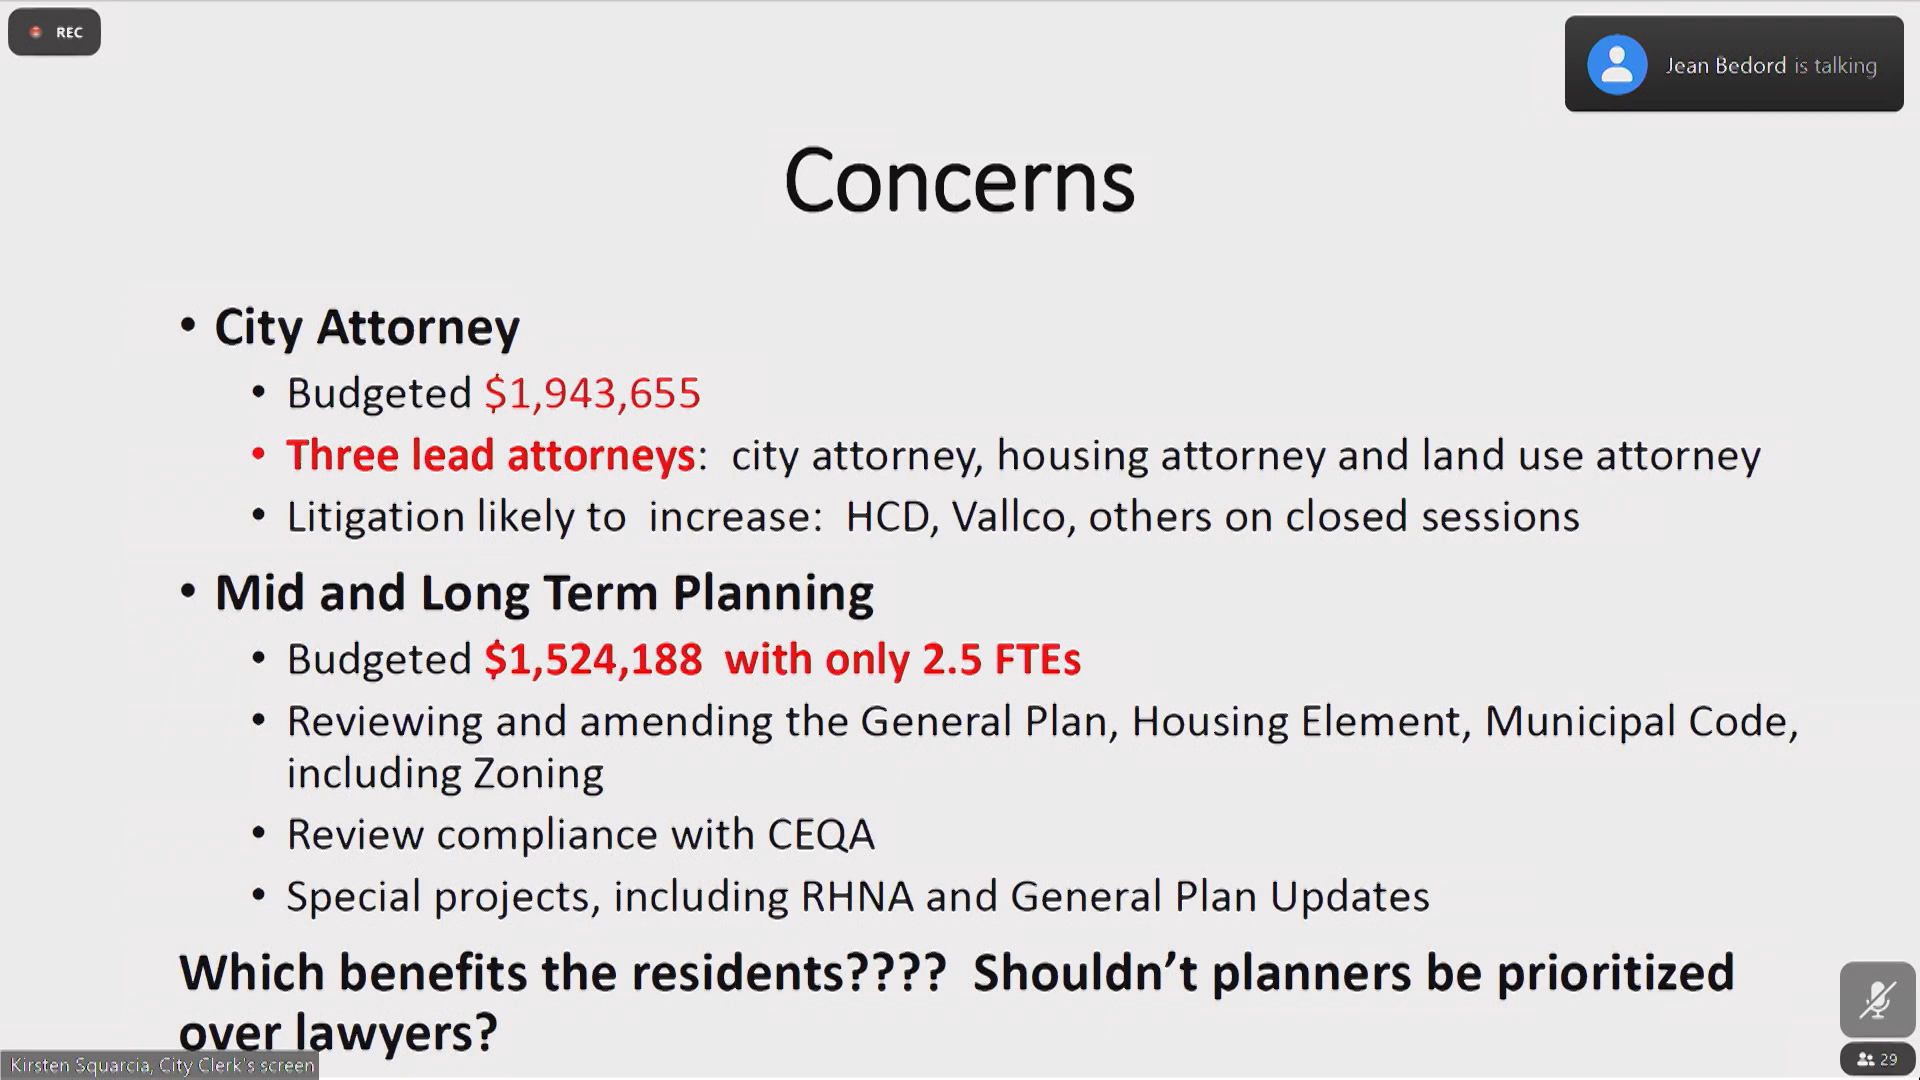 REC
Jean Bedord is talking
Concerns
• City Attorney
• Budgeted $1,943,655
• Three lead attorneys:  city attorney, housing attorney and land use attorney
• Litigation likely to  increase:  HCD, Vallco, others on closed sessions
• Mid and Long Term Planning
• Budgeted $1,524,188  with only 2.5 FTEs
• Reviewing and amending the General Plan, Housing Element, Municipal Code,
including Zoning
• Review compliance with CEQA
• Special projects, including RHNA and General Plan Updates
Which benefits the residents????  Shouldn’t planners be prioritized
over lawyers?
Kirsten Squarcia, City Clerk's screen
29